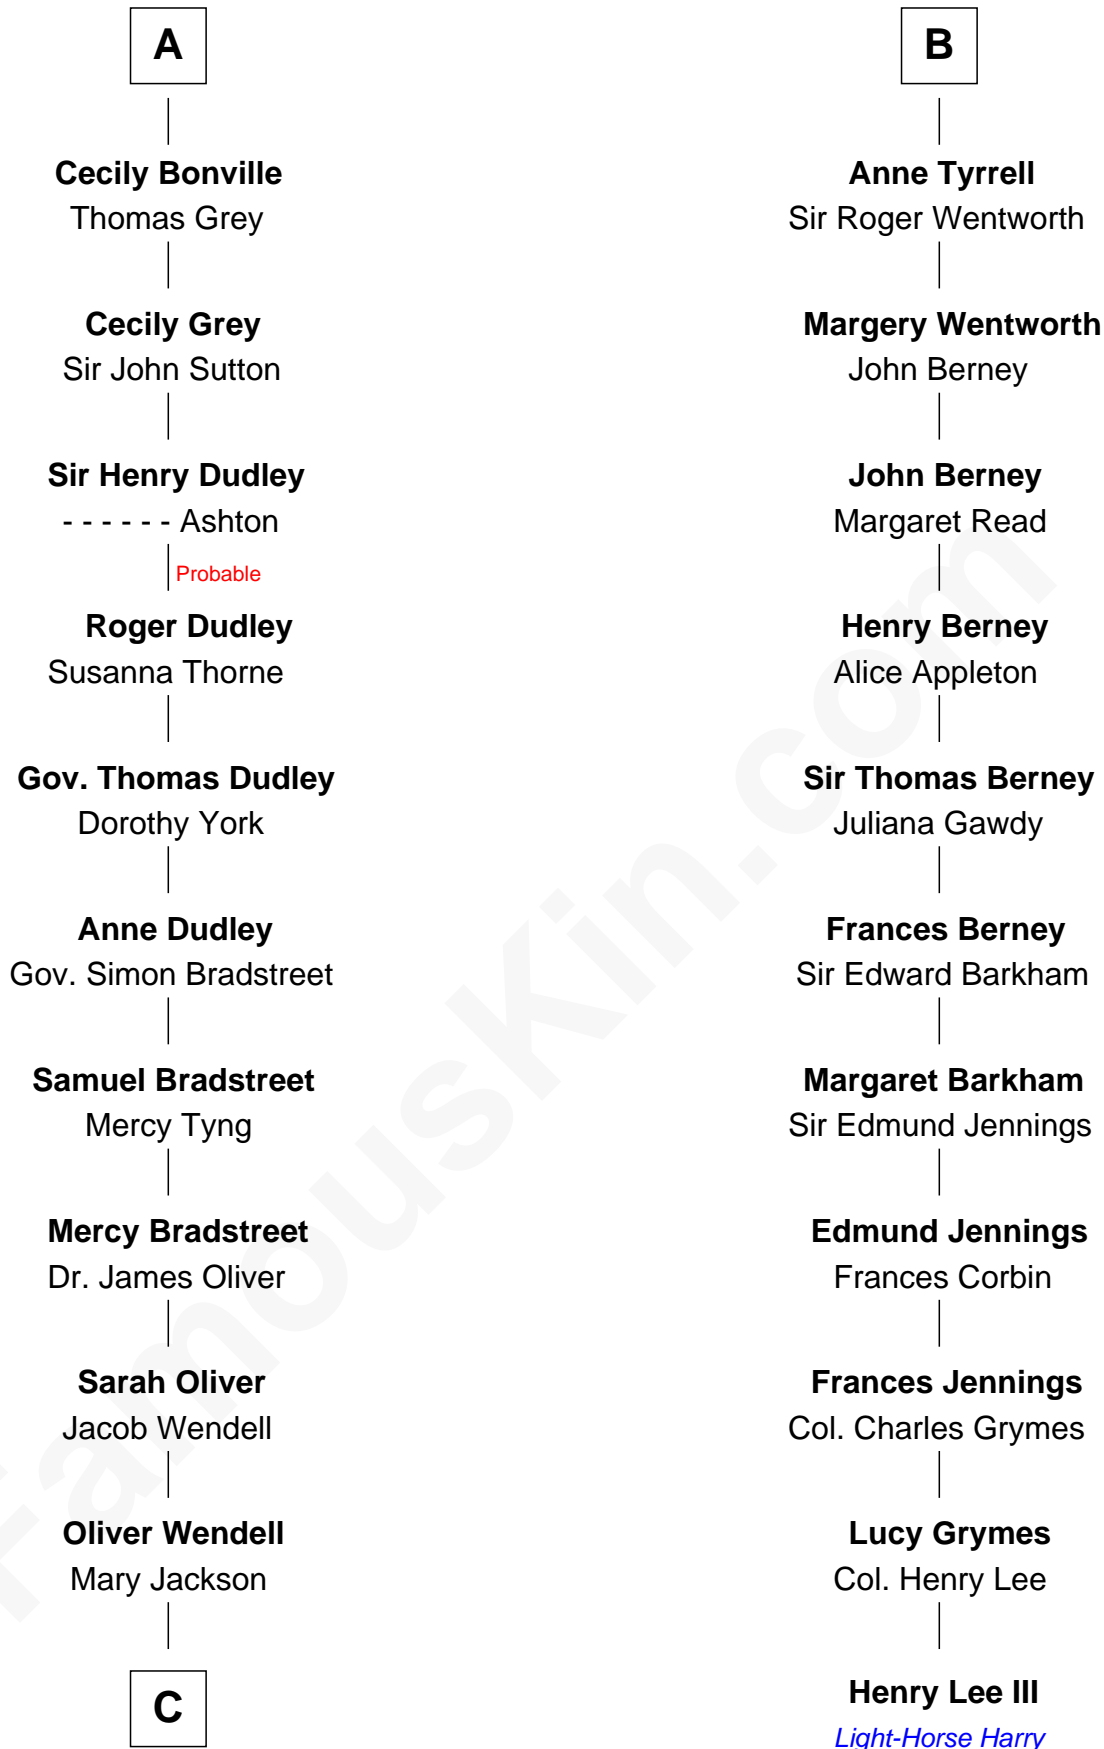 A
Cecily Bonville
Thomas Grey
Cecily Grey
Sir John Sutton
Sir Henry Dudley
- - - - - - Ashton
Probable
Roger Dudley
Susanna Thorne
Gov. Thomas Dudley
Dorothy York
Anne Dudley
Gov. Simon Bradstreet
Samuel Bradstreet
Mercy Tyng
Mercy Bradstreet
Dr. James Oliver
Sarah Oliver
Jacob Wendell
Oliver Wendell
Mary Jackson
C
B
Anne Tyrrell
Sir Roger Wentworth
Margery Wentworth
John Berney
John Berney
Margaret Read
Henry Berney
Alice Appleton
Sir Thomas Berney
Juliana Gawdy
Frances Berney
Sir Edward Barkham
Margaret Barkham
Sir Edmund Jennings
Edmund Jennings
Frances Corbin
Frances Jennings
Col. Charles Grymes
Lucy Grymes
Col. Henry Lee
Henry Lee III
Light-Horse Harry
FamousKin.com